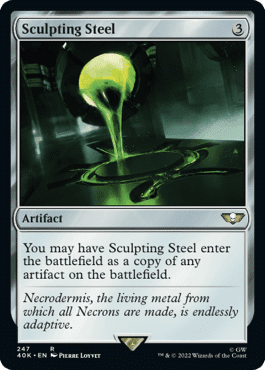 Sculpting Steel 3
Artifact
You may have Sculpting Steel enter
the battlefield as a copy of any
artifact on the battlefield.
Necrodermis, the living metal from
which all Necrons are made, is endlessly
adaptive.
247 R © GW
40K • EN Pierre Loyvet ™ & © 2022 Wizards of the Coast